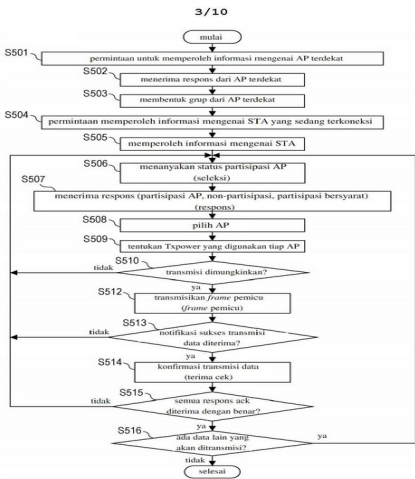 3/10
mulai
S501
permintaan untuk memperoleh informasi mengenai AP terdekat
S502
menerima respons dari AP terdekat
S503
membentuk grup dari AP terdekat
S504
permintaan memperoleh informasi mengenai STA yang sedang terkoneksi
S505
memperoleh informasi mengenai STA
S506
menanyakan status partisipasi AP
(seleksi)
S507
menerima respons (partisipasi AP, non-partisipasi, partisipasi bersyarat)
(respons)
S508
pilih AP
S509
tentukan Txpower yang digunakan tiap AP
S510
tidak
transmisi dimungkinkan?
ya
S512
transmisikan frame pemicu
(frame pemicu)
S513
tidak
notifikasi sukses transmisi
data diterima?
ya
S514
konfirmasi transmisi data
(terima cek)
S515
tidak
semua respons ack
diterima dengan benar?
ya
S516
ada data lain yang
akan ditransmisi?
ya
tidak
selesai